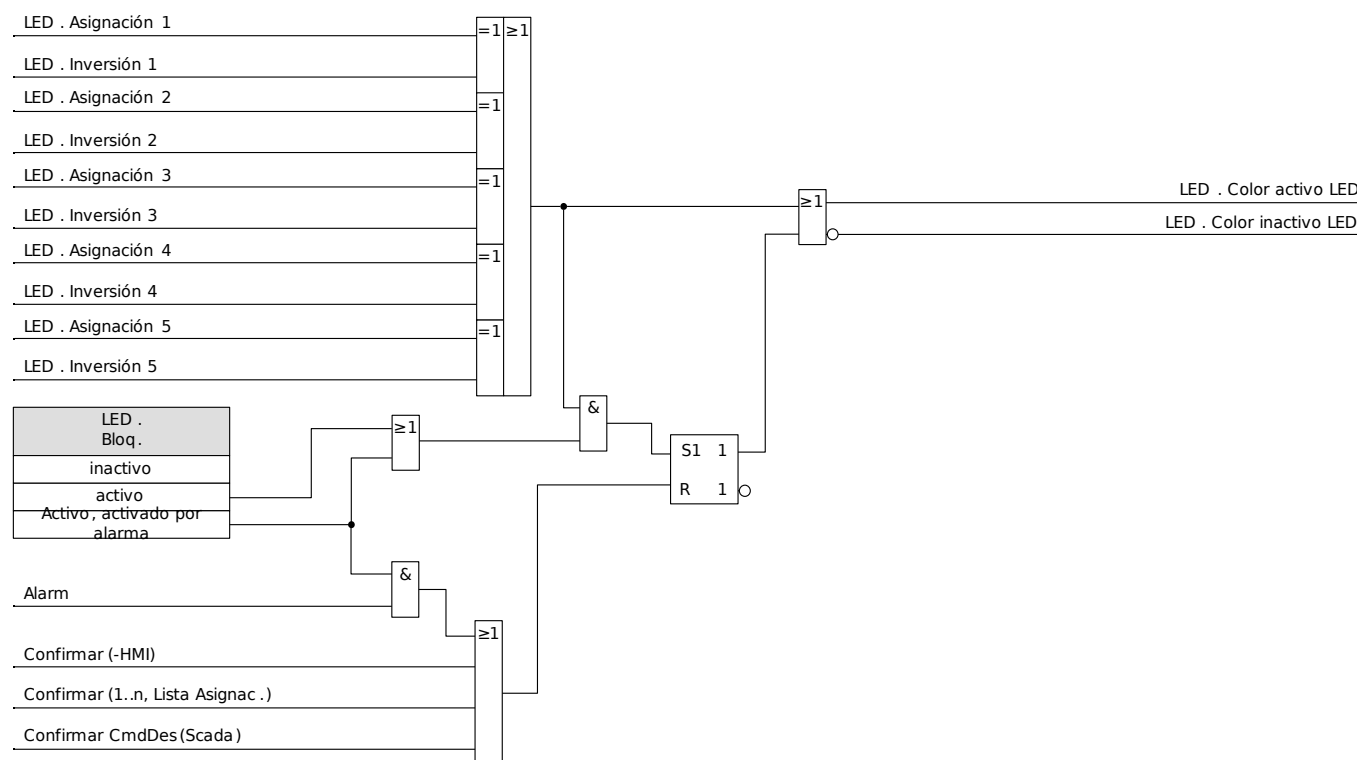 LED . Asignación 1
=1 ≥1
LED . Inversión 1
LED . Asignación 2
=1
LED . Inversión 2
LED . Asignación 3
=1
LED . Inversión 3
LED . Asignación 4
=1
LED . Inversión 4
LED . Asignación 5
=1
LED . Inversión 5
≥1
LED . Color activo LED
LED . Color inactivo LED
LED .
Bloq.
inactivo
activo
Activo, activado por
alarma
≥1
&
S1 1
R 1
&
Alarm
≥1
Confirmar (-HMI)
Confirmar (1..n, Lista Asignac .)
Confirmar CmdDes (Scada)